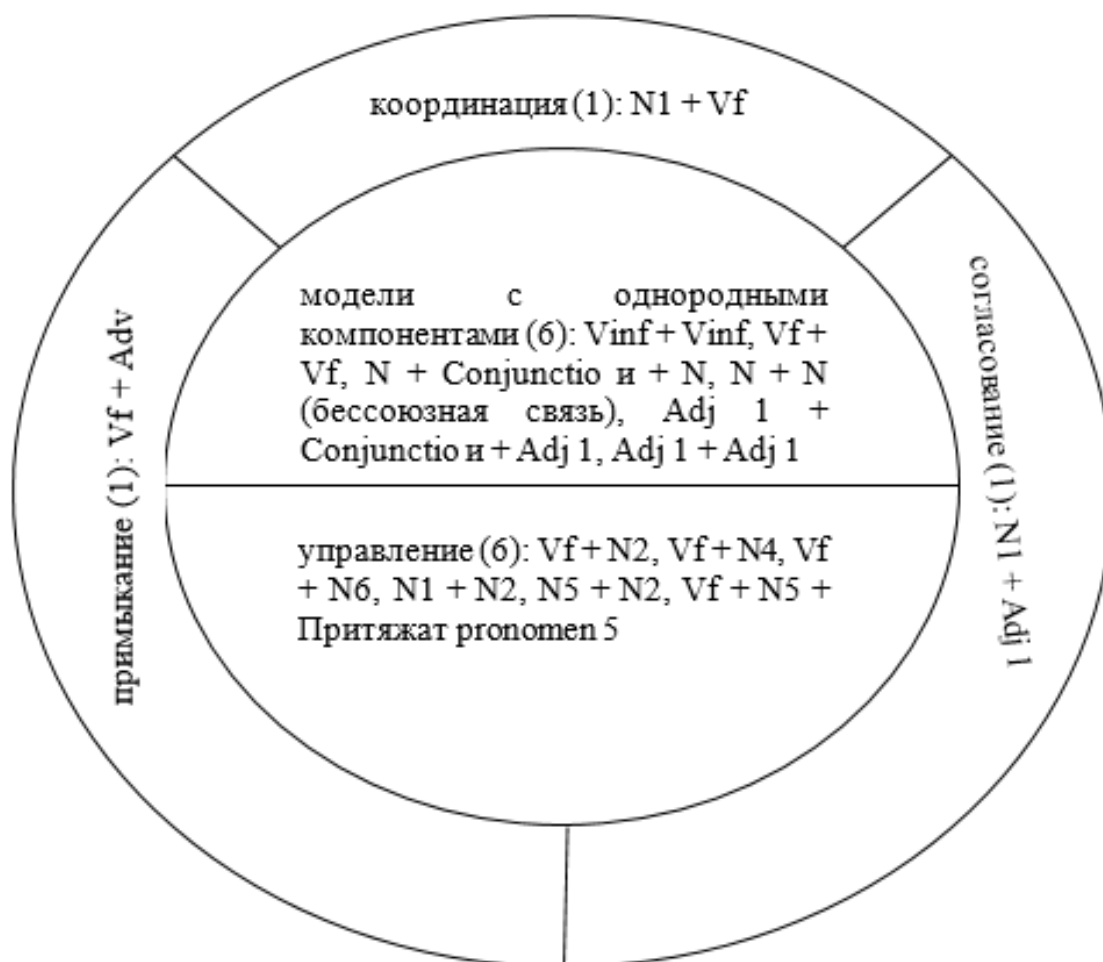 координация (1): N1 + Vf
модели с однородными
компонентами (6): Vinf + Vinf, Vf +
Vf, N + Conjunctio и + N, N + N
(бессоюзная связь), Adj 1 +
Conjunctio и + Adj 1, Adj 1 + Adj 1
управление (6): Vf + N2, Vf + N4, Vf
+ N6, N1 + N2, N5 + N2, Vf + N5 +
Притяжат pronomen 5
примыкание (1): Vf + Adv
согласование (1): N1 + Adj 1